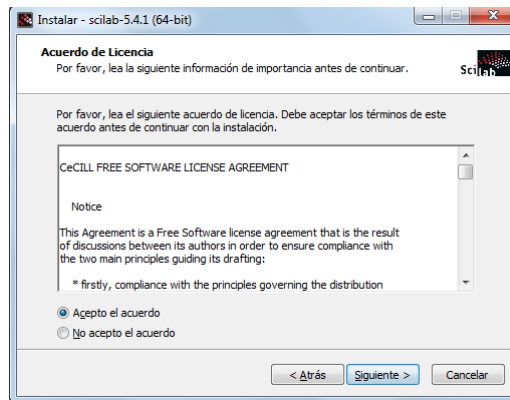 Instalar - scilab-5.4.1 (64-bit)
Acuerdo de Licencia
Por favor, lea la siguiente información de importancia antes de continuar.
Scilab
Por favor, lea el siguiente acuerdo de licencia. Debe aceptar los términos de este
acuerdo antes de continuar con la instalación.
CeCILL FREE SOFTWARE LICENSE AGREEMENT
Notice
This Agreement is a Free Software license agreement that is the result
of discussions between its authors in order to ensure compliance with
the two main principles guiding its drafting:
* firstly, compliance with the principles governing the distribution
Acepto el acuerdo
No acepto el acuerdo
< Atrás
Siguiente >
Cancelar